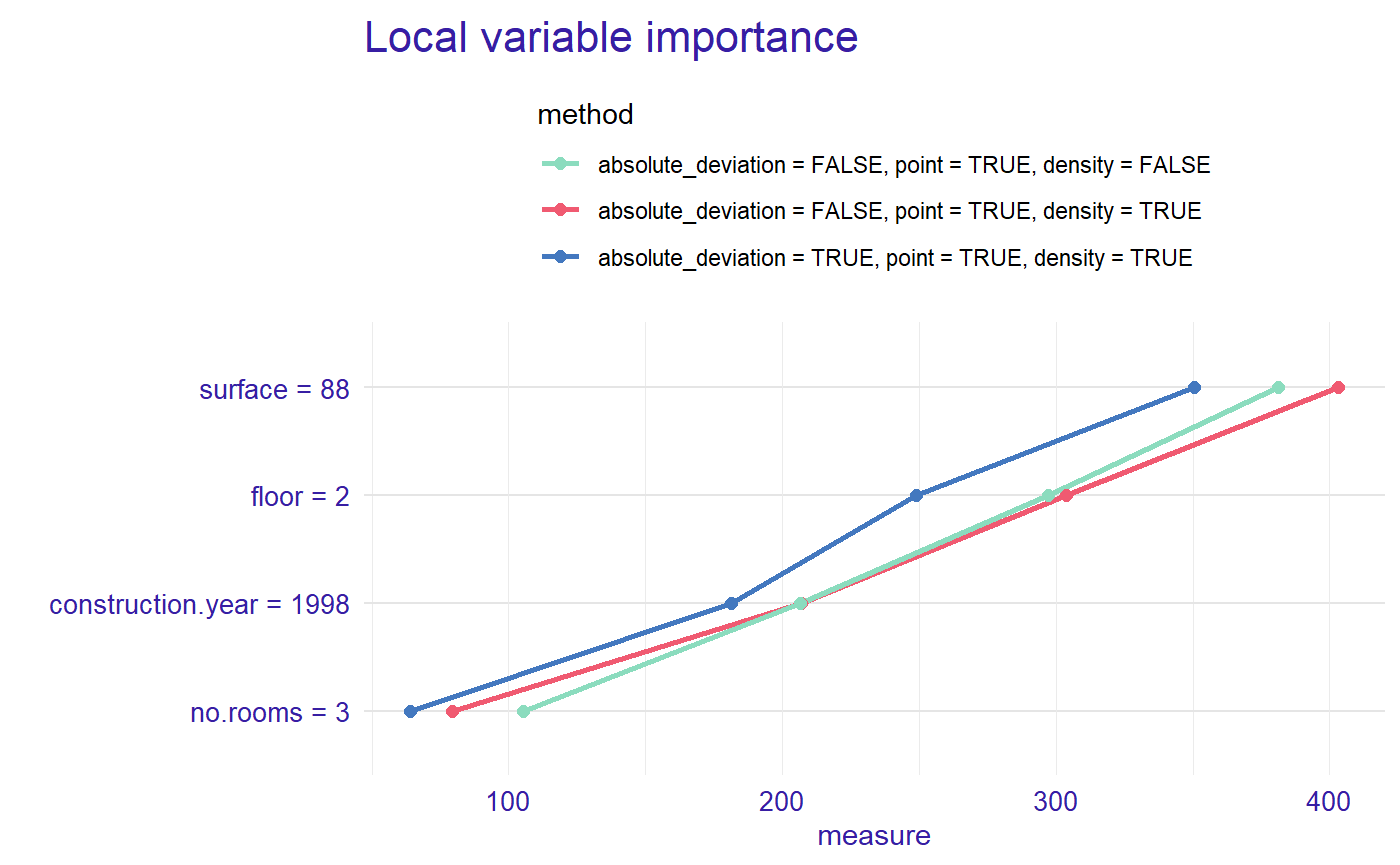 Local variable importance
method
absolute_deviation = FALSE, point = TRUE, density = FALSE
absolute_deviation = FALSE, point = TRUE, density = TRUE
absolute_deviation = TRUE, point = TRUE, density = TRUE
surface = 88
floor = 2
construction.year = 1998
no.rooms = 3
100 200 300 400
measure